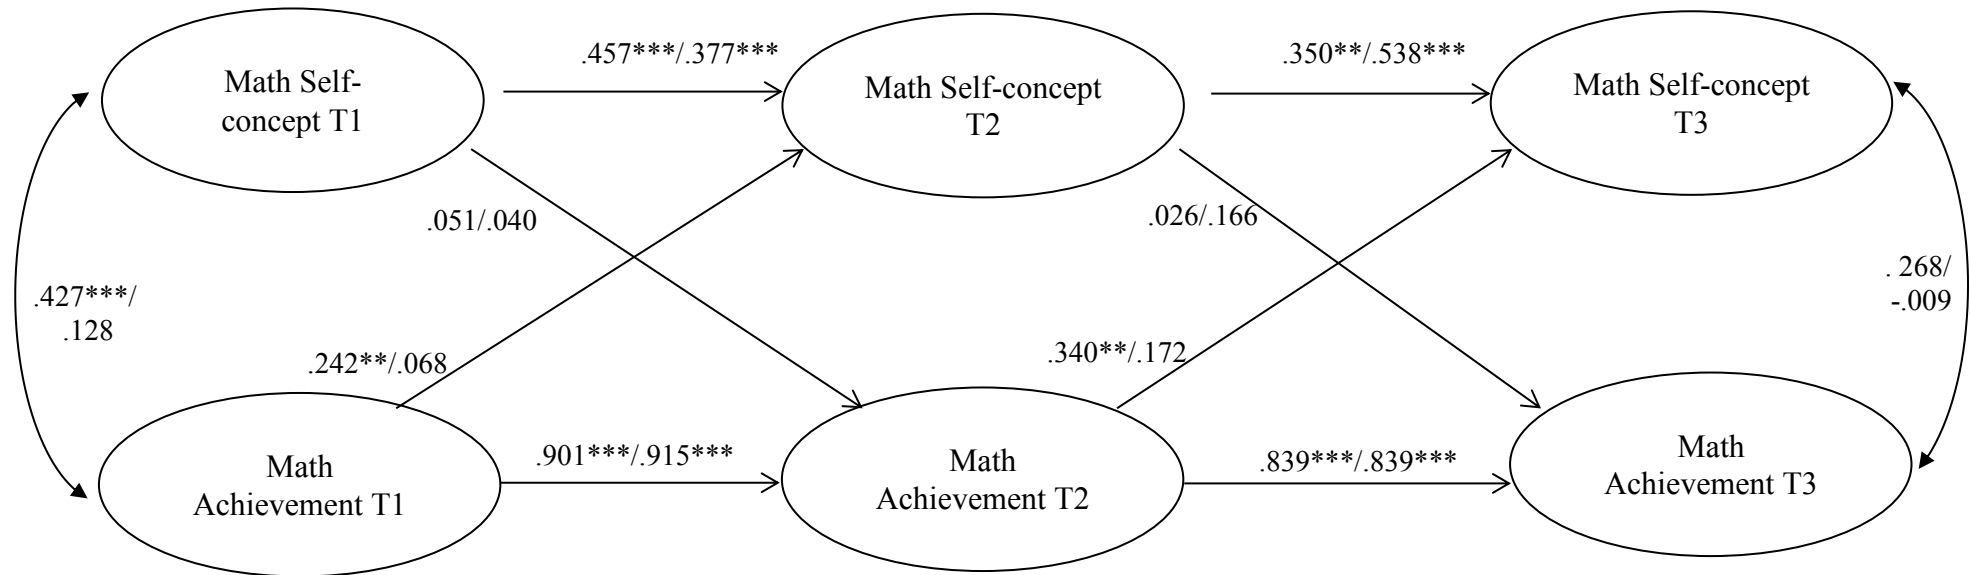 .457***/.377***
.350**/.538***
Math Self-
concept T1
Math Self-concept
T2
Math Self-concept
T3
.051/.040
.026/.166
.427***/
.128
. 268/
-.009
.242**/.068
.340**/.172
.901***/.915***
.839***/.839***
Math
Achievement T1
Math
Achievement T2
Math
Achievement T3